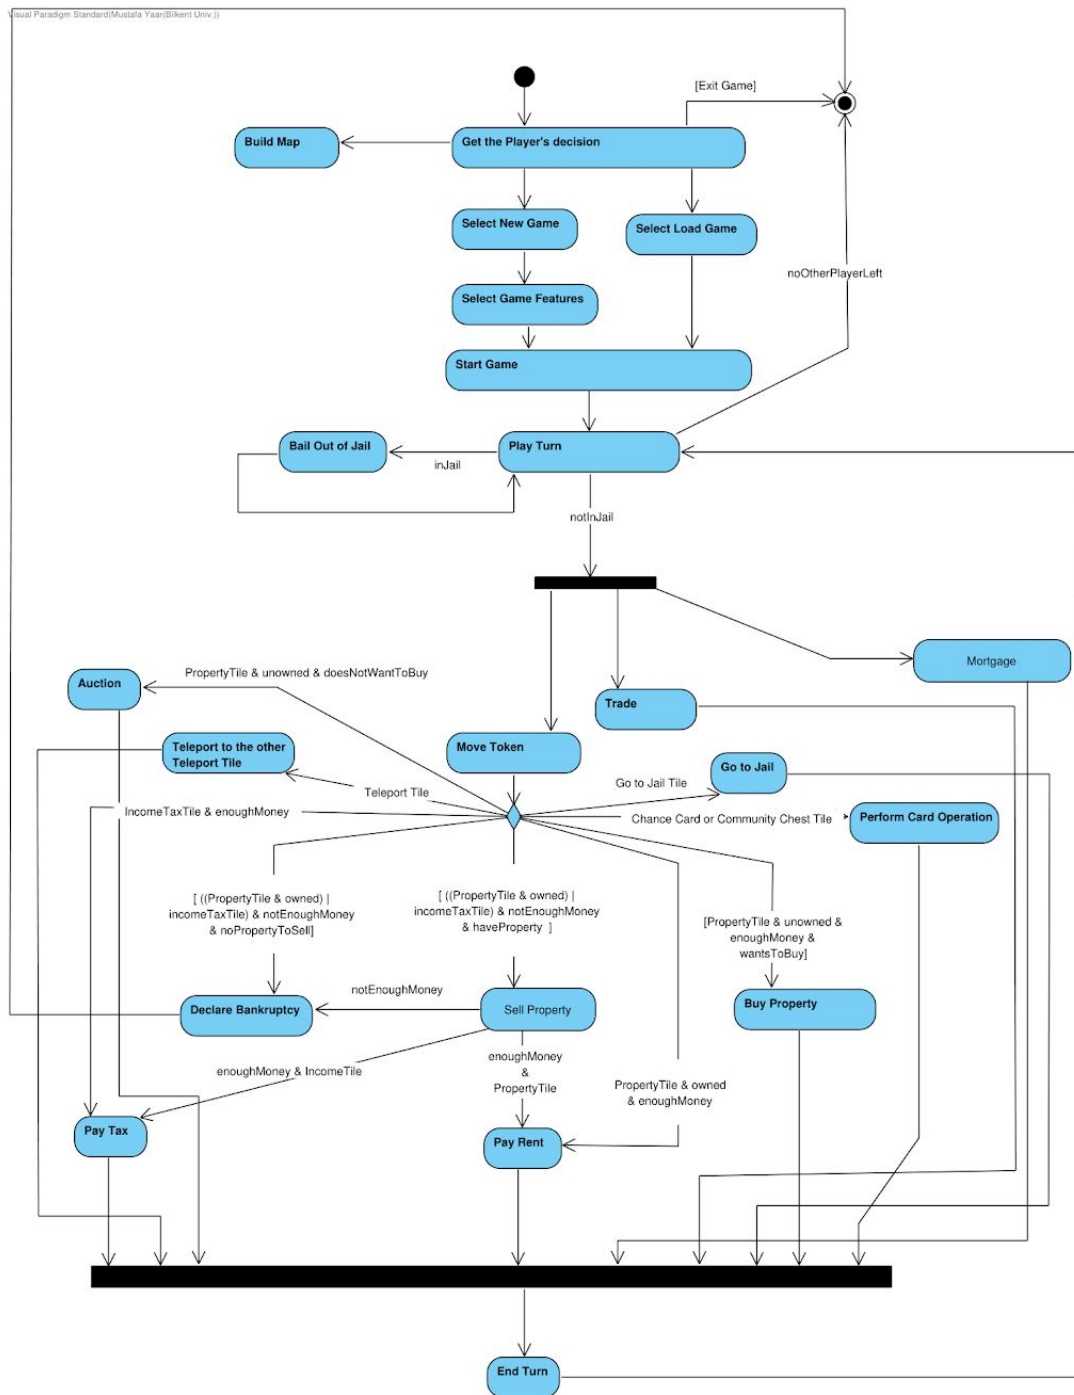 Visual Paradigm Standard(Mustafa Yaar(Bilkent Univ.))
[Exit Game]
Build Map
Get the Player's decision
Select New Game
Select Load Game
noOtherPlayerLeft
Select Game Features
Start Game
Bail Out of Jail
Play Turn
inJail
notInJail
Mortgage
PropertyTile & unowned & doesNotWantToBuy
Auction
Trade
Teleport to the other
Teleport Tile
Move Token
Go to Jail
Go to Jail Tile
Teleport Tile
IncomeTaxTile & enoughMoney
Chance Card or Community Chest Tile
Perform Card Operation
[ ((PropertyTile & owned) |
incomeTaxTile) & notEnoughMoney
& noPropertyToSell]
[ ((PropertyTile & owned) |
incomeTaxTile) & notEnoughMoney
& haveProperty ]
[PropertyTile & unowned &
enoughMoney &
wantsToBuy]
notEnoughMoney
Declare Bankruptcy
Sell Property
Buy Property
enoughMoney
&
PropertyTile
enoughMoney & IncomeTile
PropertyTile & owned
& enoughMoney
Pay Tax
Pay Rent
End Turn